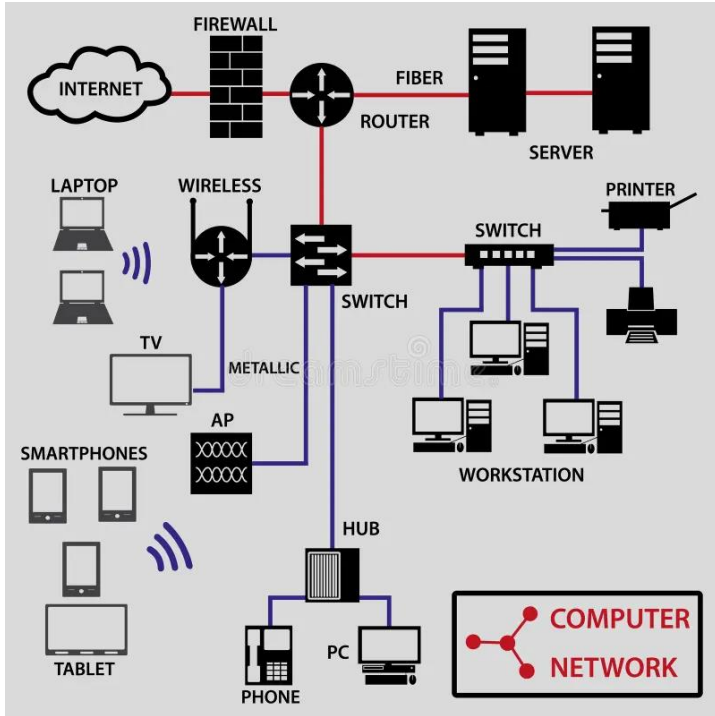 FIREWALL
INTERNET
FIBER
ROUTER
SERVER
LAPTOP
WIRELESS
PRINTER
SWITCH
SWITCH
TV
METALLIC
dreamstime
AP
SMARTPHONES
WORKSTATION
HUB
COMPUTER
NETWORK
PC
TABLET
PHONE